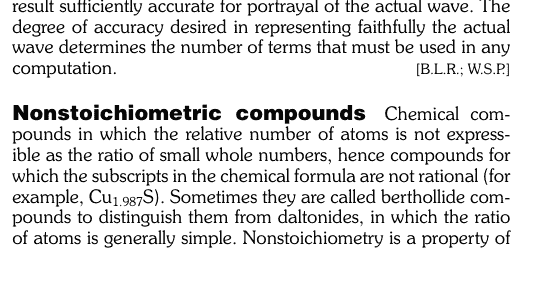 result sufficiently accurate for portrayal of the actual wave. The
degree of accuracy desired in representing faithfully the actual
wave determines the number of terms that must be used in any
computation. [B.L.R.; W.S.P.]
Nonstoichiometric compounds Chemical com-
pounds in which the relative number of atoms is not express-
ible as the ratio of small whole numbers, hence compounds for
which the subscripts in the chemical formula are not rational (for
example, Cu₁.₉₈₇S). Sometimes they are called berthollide com-
pounds to distinguish them from daltonides, in which the ratio
of atoms is generally simple. Nonstoichiometry is a property of